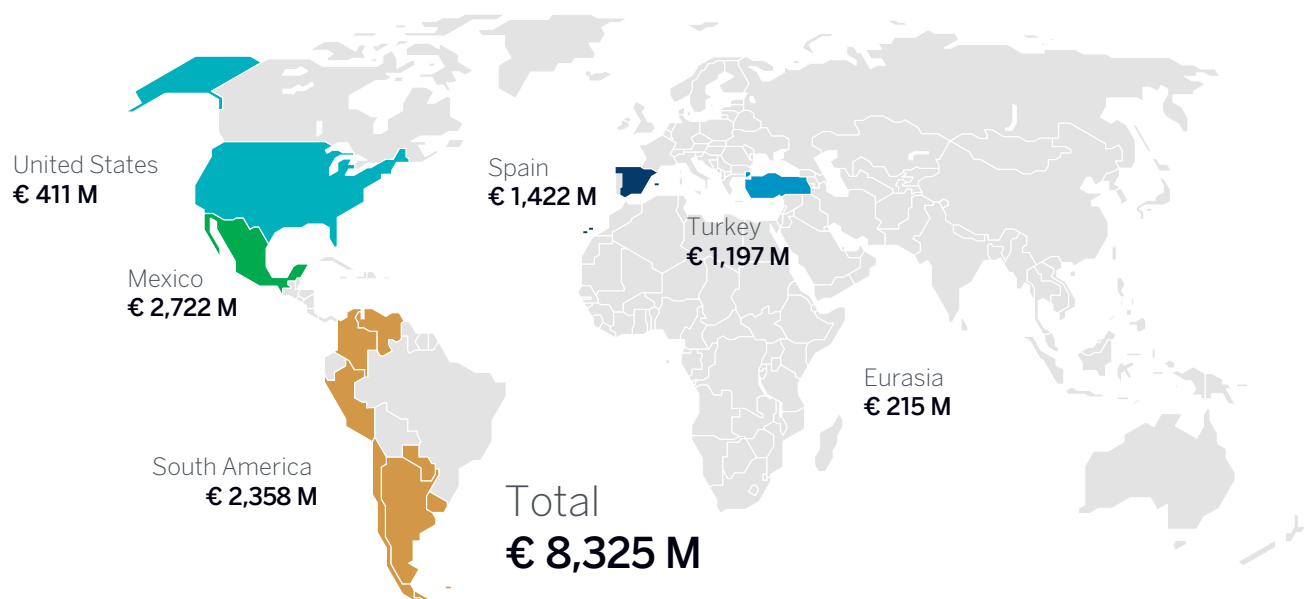 United States
€ 411 M
Spain
€ 1,422 M
Turkey
€ 1,197 M
Mexico
€ 2,722 M
Eurasia
€ 215 M
South America
€ 2,358 M
Total
€ 8,325 M